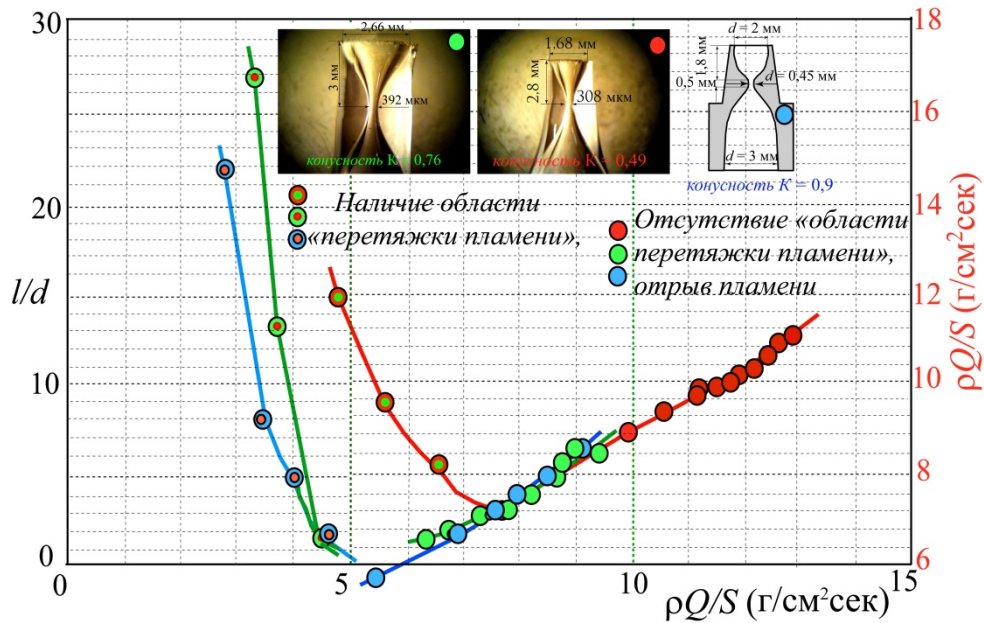 30
20
10
0
l/d
0
5
10
15
ρQ/S (г/см²сек)
18
16
14
12
10
8
6
ρQ/S (г/см²сек)
2,66 мм
3 мм
392 мкм
конусность K = 0,76
1,68 мм
2,8 мм
308 мкм
конусность K = 0,49
d = 2 мм
1,8 мм
0,5 мм
d = 0,45 мм
d = 3 мм
конусность K = 0,9
Наличие области
«перетяжки пламени»,
Отсутствие «области
перетяжки пламени»,
отрыв пламени